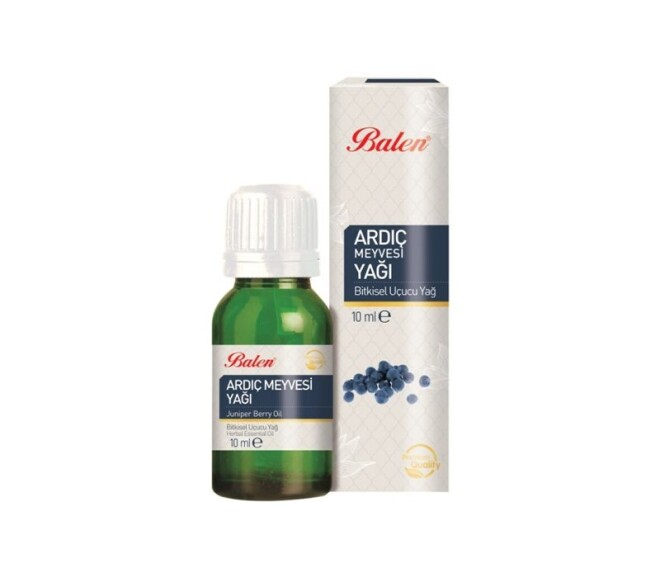 Balen®
ARDIÇ
MEYVESİ
YAĞI
Bitkisel Uçucu Yağ
10 ml e
Quality
Balen®
ARDIÇ MEYVESİ
YAĞI
Juniper Berry Oil
Bitkisel Uçucu Yağ
Herbal Essential Oil
10 ml e